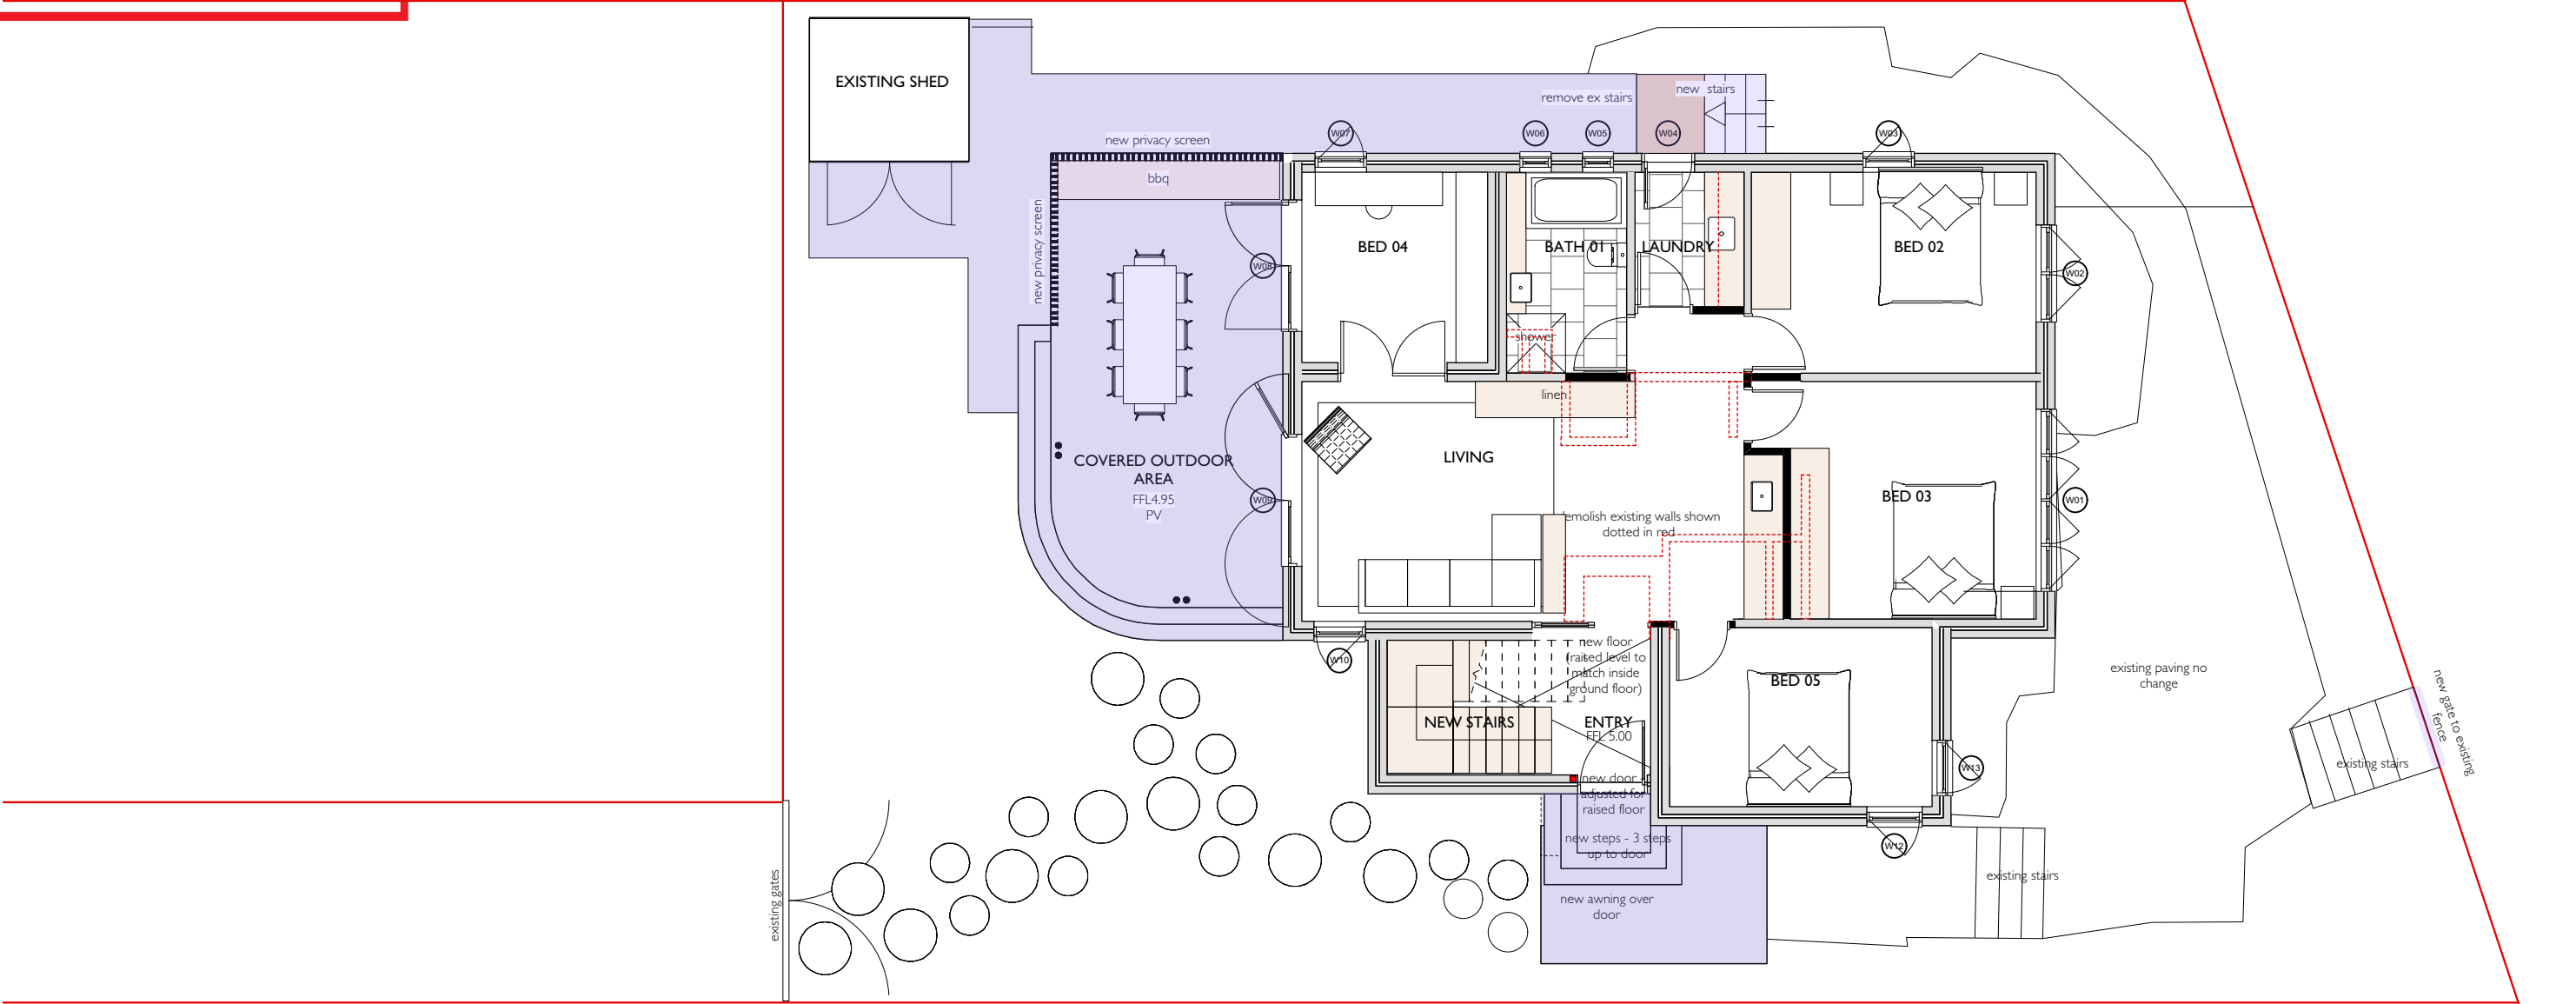 EXISTING SHED
remove ex stairs
new stairs
new privacy screen
W07
W06
W05
W04
W03
bbq
new privacy screen
BED 04
BATH 01
LAUNDRY
BED 02
W08
W02
shower
linen
COVERED OUTDOOR
AREA
FFL4.95
PV
LIVING
W09
BED 03
W01
demolish existing walls shown
dotted in red
W10
new floor
(raised level to
match inside
ground floor)
BED 05
existing paving no
change
NEW STAIRS
ENTRY
FFL 5.00
new gate to existing
fence
existing stairs
W13
new door
adjusted for
raised floor
new steps - 3 steps
up to door
W12
existing gates
existing stairs
new awning over
door